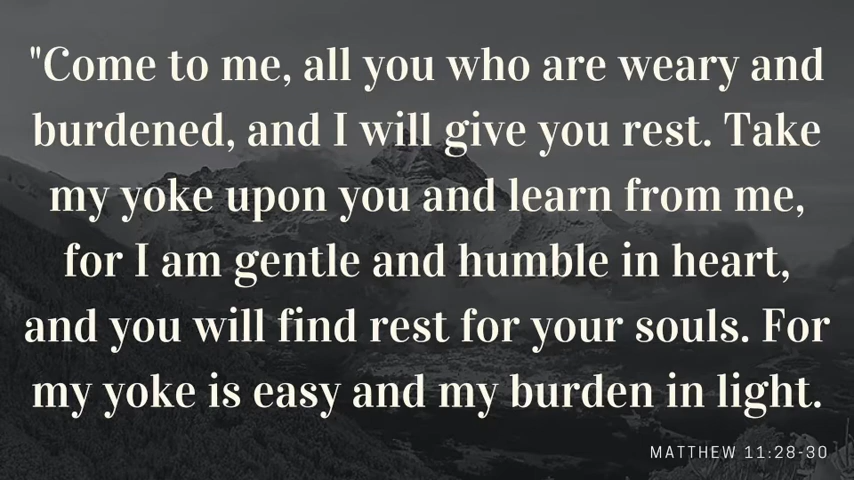 "Come to me, all you who are weary and
burdened, and I will give you rest. Take
my yoke upon you and learn from me,
for I am gentle and humble in heart,
and you will find rest for your souls. For
my yoke is easy and my burden in light.
MATTHEW 11:28-30